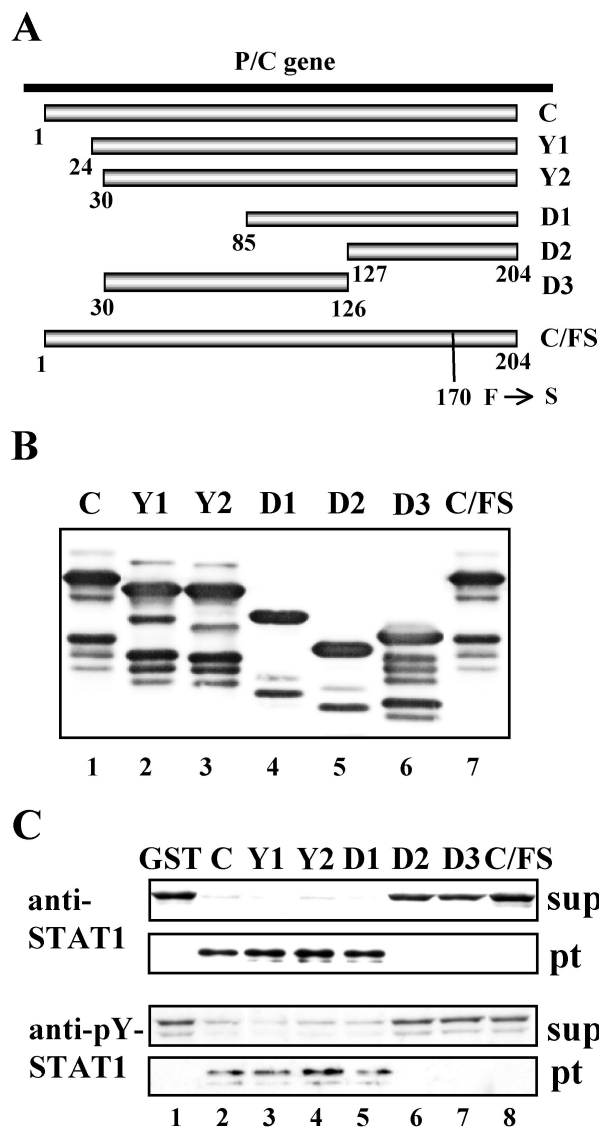 A
P/C gene
C
1
Y1
24
Y2
30
D1
85
D2
127 204
D3
30 126
C/FS
1 204
170 F → S
B
C Y1 Y2 D1 D2 D3 C/FS
1 2 3 4 5 6 7
C
GST C Y1 Y2 D1 D2 D3 C/FS
anti-
STAT1
sup
pt
anti-pY-
STAT1
sup
pt
1 2 3 4 5 6 7 8